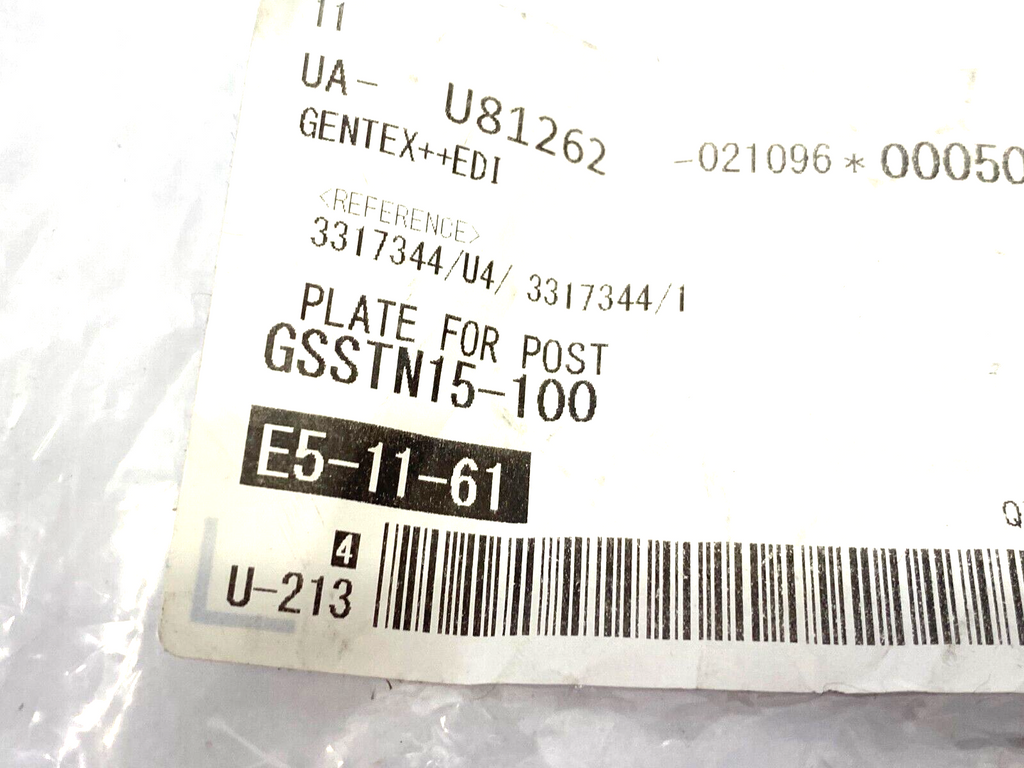 11
UA- U81262 -021096 * 00050
GENTEX++EDI
<REFERENCE>
3317344/U4/ 3317344/1
PLATE FOR POST
GSSTN15-100
E5-11-61
4
U-213
Q